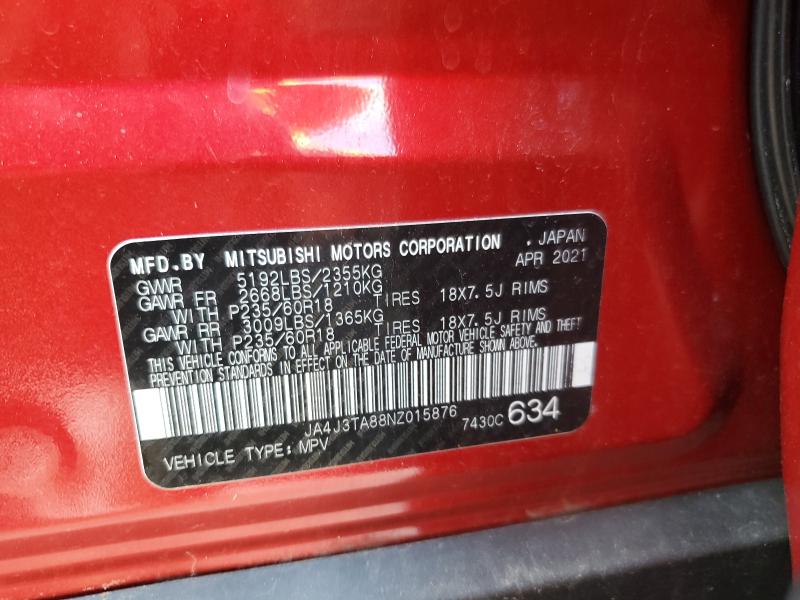 MFD.BY MITSUBISHI MOTORS CORPORATION . JAPAN
GVWR 5192LBS/2355KG APR 2021
GAWR FR 2668LBS/1210KG
WITH P235/60R18 TIRES 18X7.5J RIMS
GAWR RR 3009LBS/1365KG
WITH P235/60R18 TIRES 18X7.5J RIMS
THIS VEHICLE CONFORMS TO ALL APPLICABLE FEDERAL MOTOR VEHICLE SAFETY AND THEFT
PREVENTION STANDARDS IN EFFECT ON THE DATE OF MANUFACTURE SHOWN ABOVE.
JA4J3TA88NZ015876 7430C 634
VEHICLE TYPE: MPV